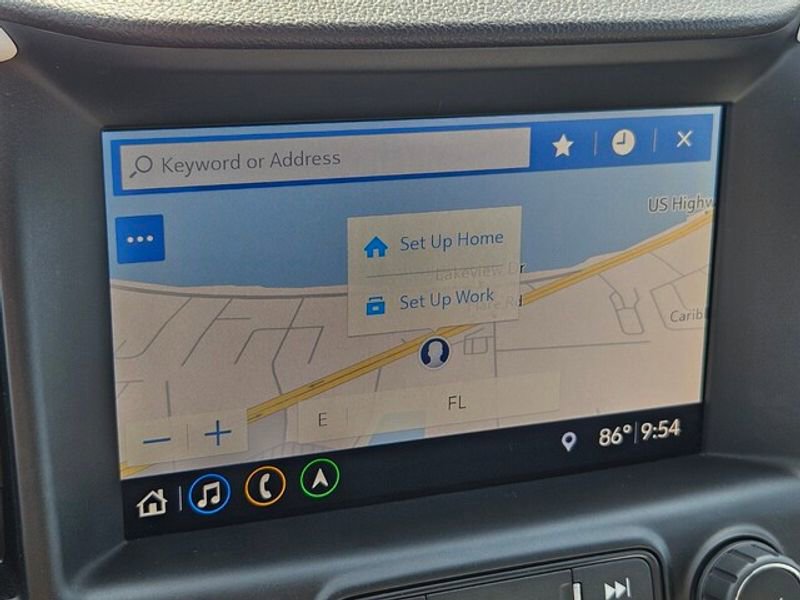 Keyword or Address
US Highw
Set Up Home
Lakeview Dr
Set Up Work
Carib
E
FL
86°
9:54